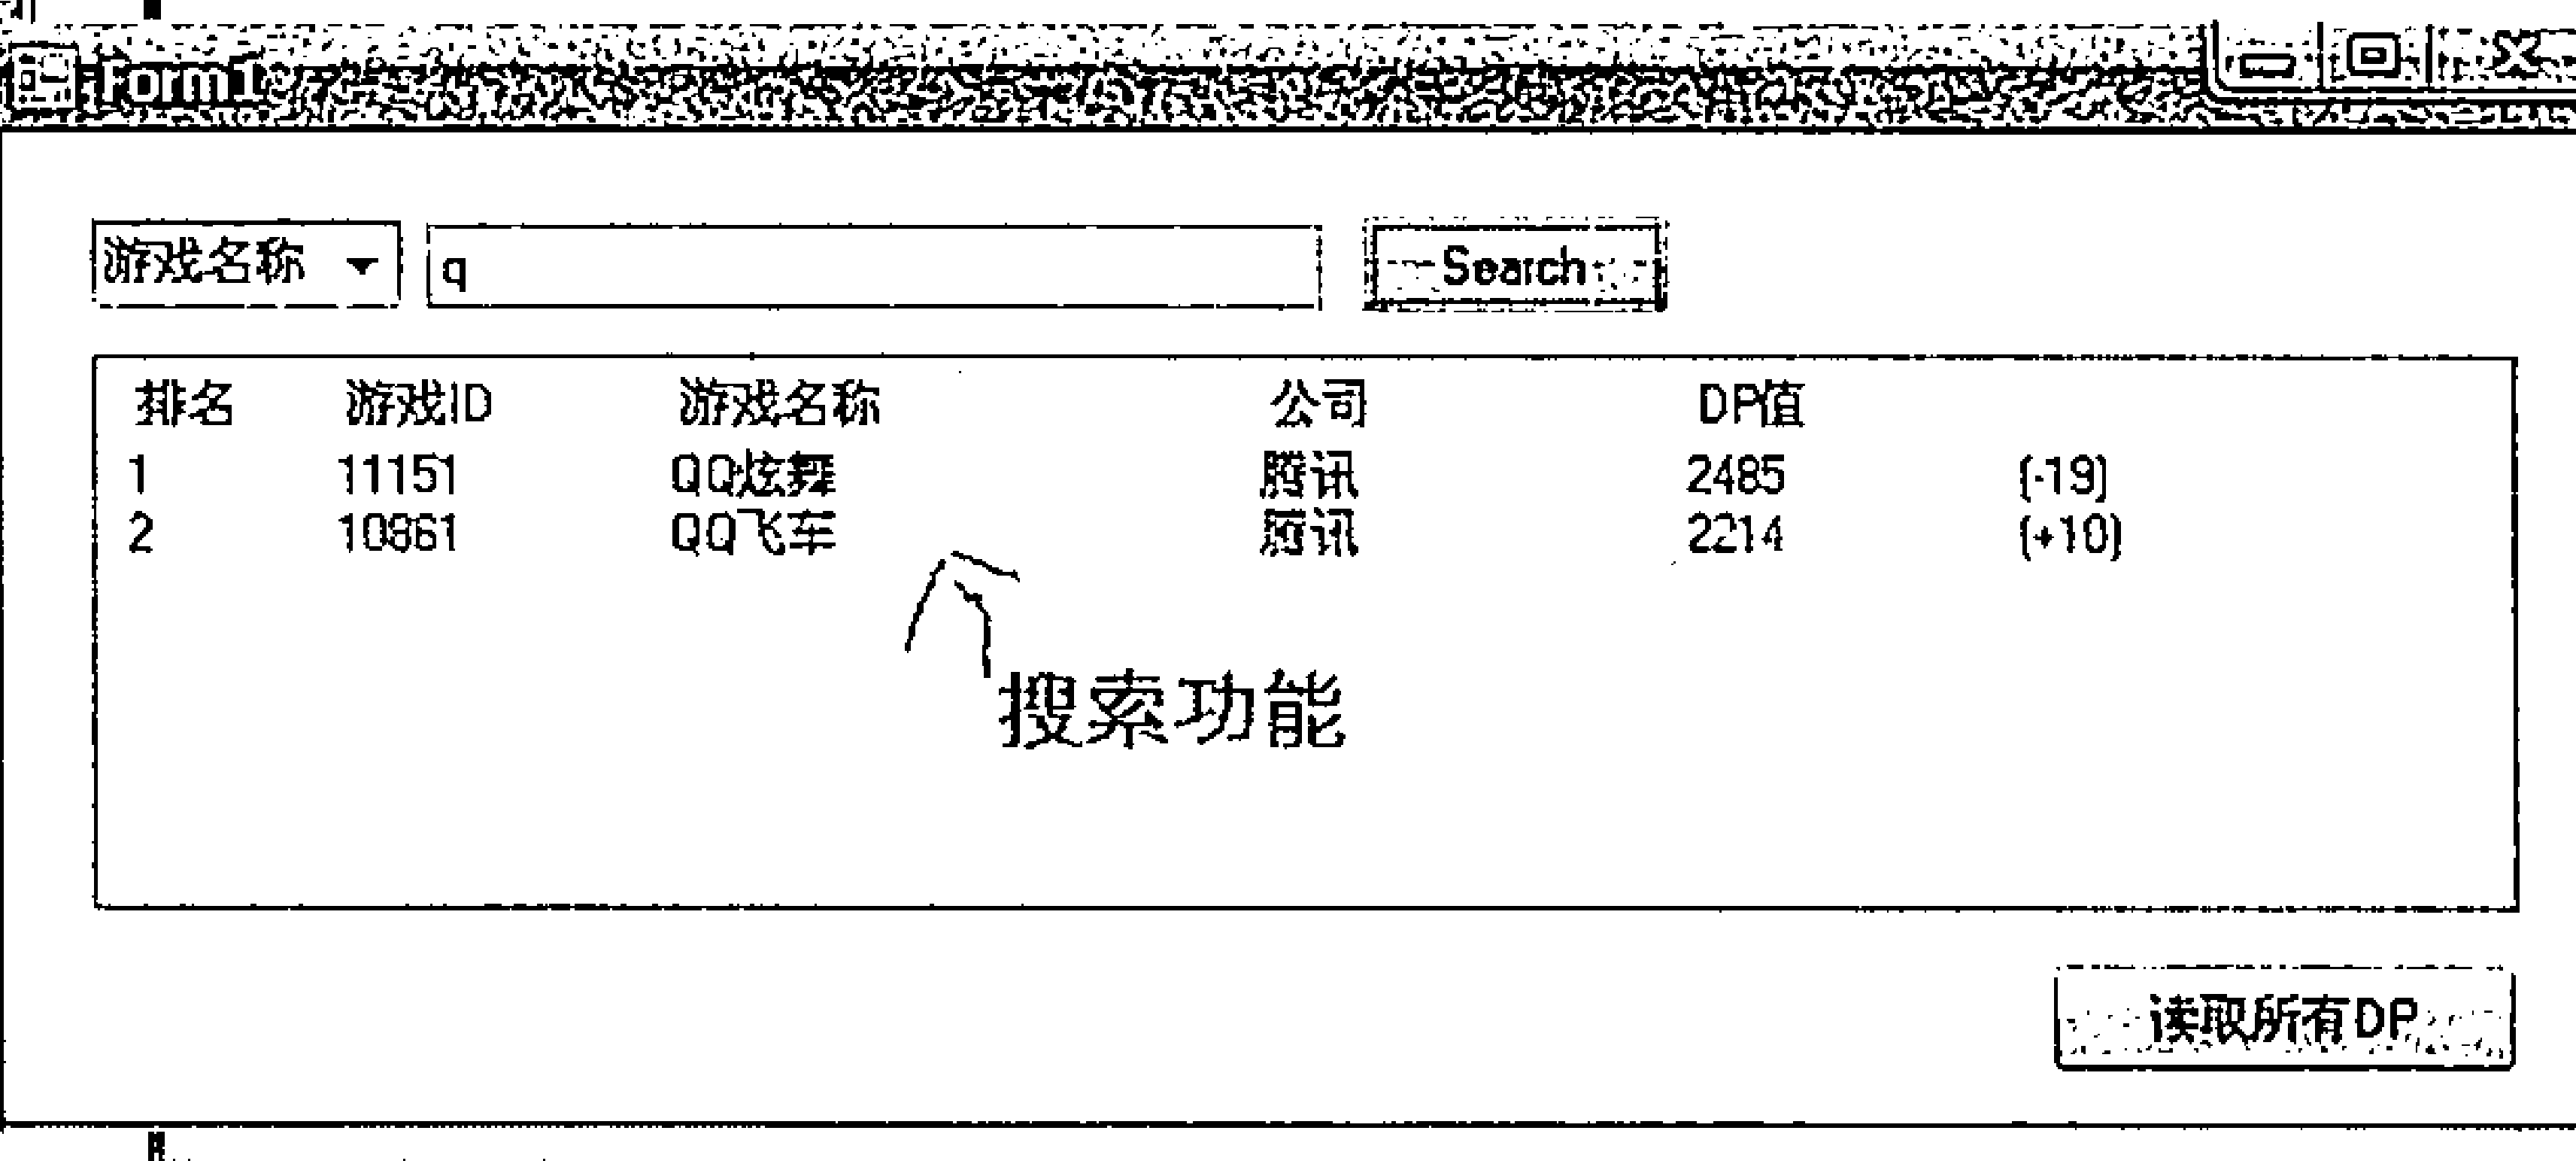 Form1
游戏名称 q Search
排名 游戏ID 游戏名称 公司 DP值
1 11151 QQ炫舞 腾讯 2485 (-19)
2 10861 QQ飞车 腾讯 2214 (+10)
搜索功能
读取所有DP